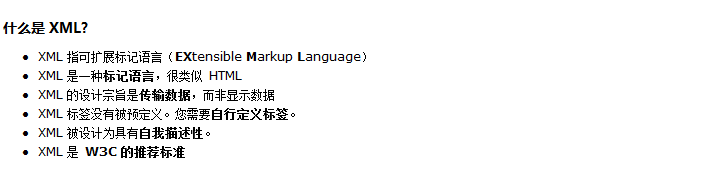 什么是 XML?
XML 指可扩展标记语言（EXtensible Markup Language）
XML 是一种标记语言，很类似 HTML
XML 的设计宗旨是传输数据，而非显示数据
XML 标签没有被预定义。您需要自行定义标签。
XML 被设计为具有自我描述性。
XML 是 W3C 的推荐标准